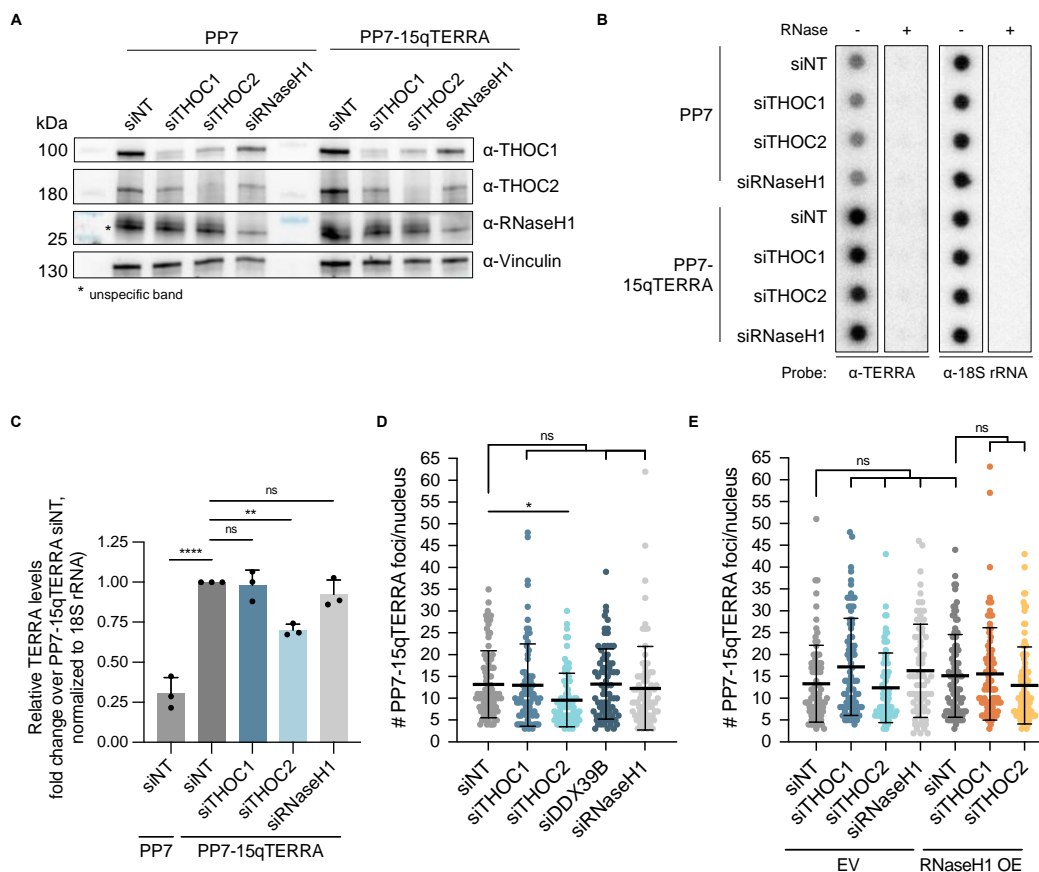 A
PP7
PP7-15qTERRA
siNT
siTHOC1
siTHOC2
siRNaseH1
siNT
siTHOC1
siTHOC2
siRNaseH1
kDa
100
α-THOC1
180
α-THOC2
*
25
α-RNaseH1
130
α-Vinculin
* unspecific band
B
RNase - + - +
PP7
siNT
siTHOC1
siTHOC2
siRNaseH1
PP7-
15qTERRA
siNT
siTHOC1
siTHOC2
siRNaseH1
Probe: α-TERRA α-18S rRNA
C
Relative TERRA levels
fold change over PP7-15qTERRA siNT,
normalized to 18S rRNA)
1.25
1.00
0.75
0.50
0.25
0.00
ns
**
ns
****
siNT
siNT
siTHOC1
siTHOC2
siRNaseH1
PP7
PP7-15qTERRA
D
# PP7-15qTERRA foci/nucleus
65
60
55
50
45
40
35
30
25
20
15
10
5
0
ns
*
siNT
siTHOC1
siTHOC2
siDDX39B
siRNaseH1
E
# PP7-15qTERRA foci/nucleus
65
60
55
50
45
40
35
30
25
20
15
10
5
0
ns
ns
siNT
siTHOC1
siTHOC2
siRNaseH1
siNT
siTHOC1
siTHOC2
EV
RNaseH1 OE